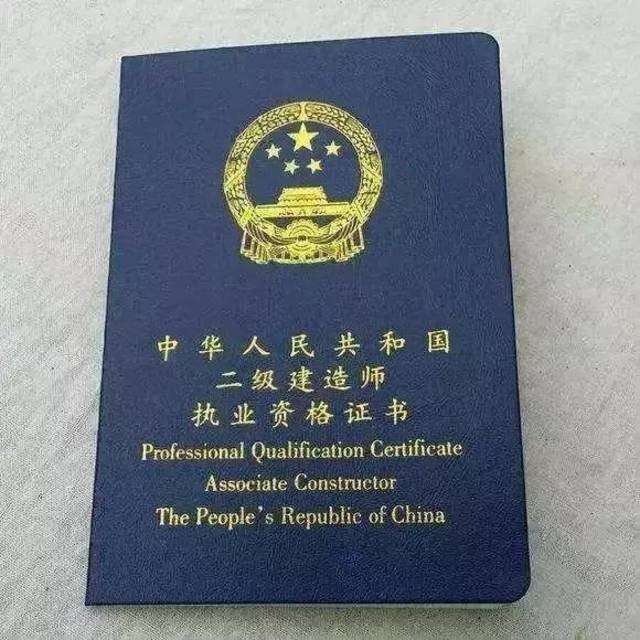 中华人民共和国
二级建造师
执业资格证书
Professional Qualification Certificate
Associate Constructor
The People's Republic of China